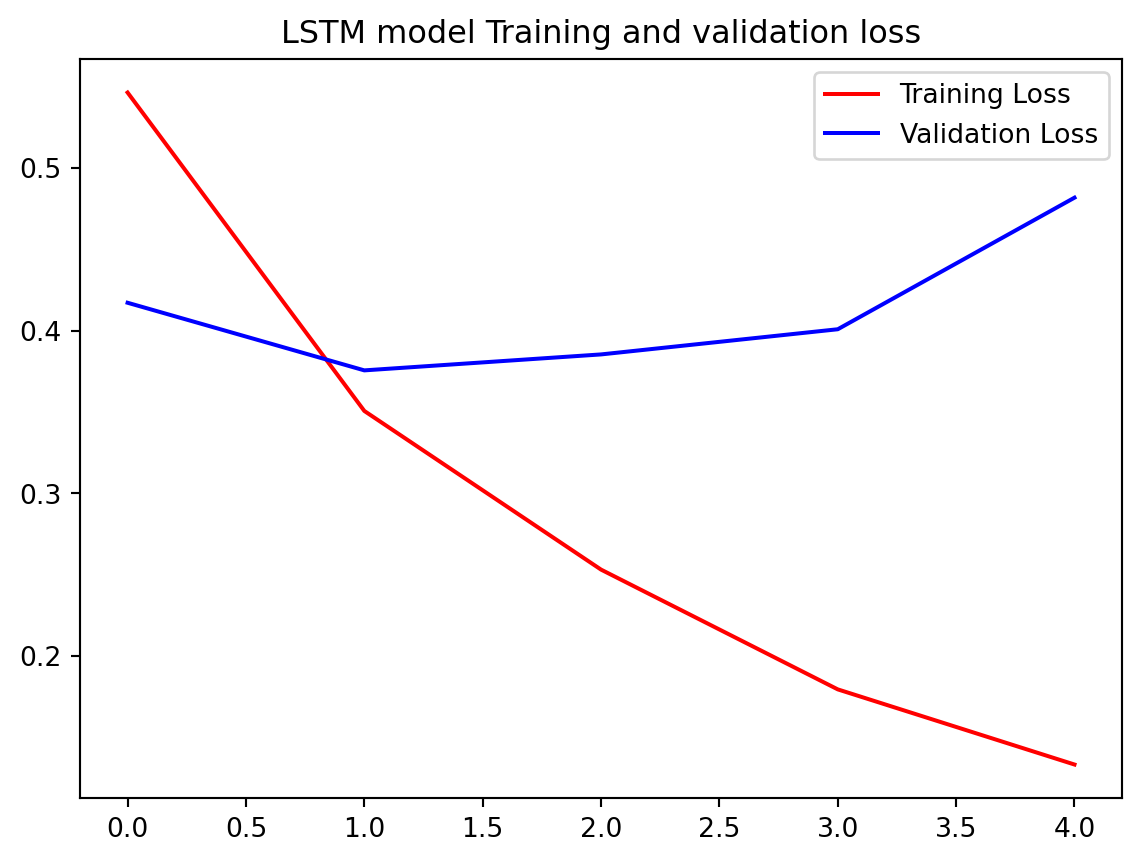 LSTM model Training and validation loss
Training Loss
Validation Loss
0.5
0.4
0.3
0.2
0.0 0.5 1.0 1.5 2.0 2.5 3.0 3.5 4.0